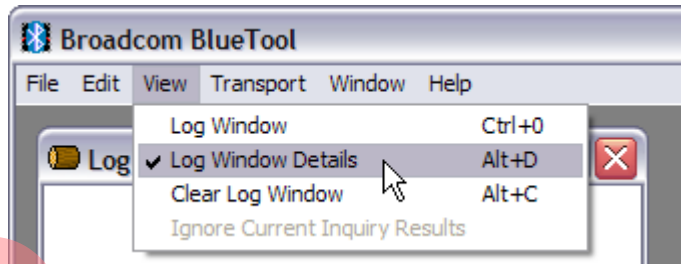 Broadcom BlueTool
File Edit View Transport Window Help
Log Window Ctrl+0
Log
Log Window Details Alt+D
Clear Log Window Alt+C
Ignore Current Inquiry Results